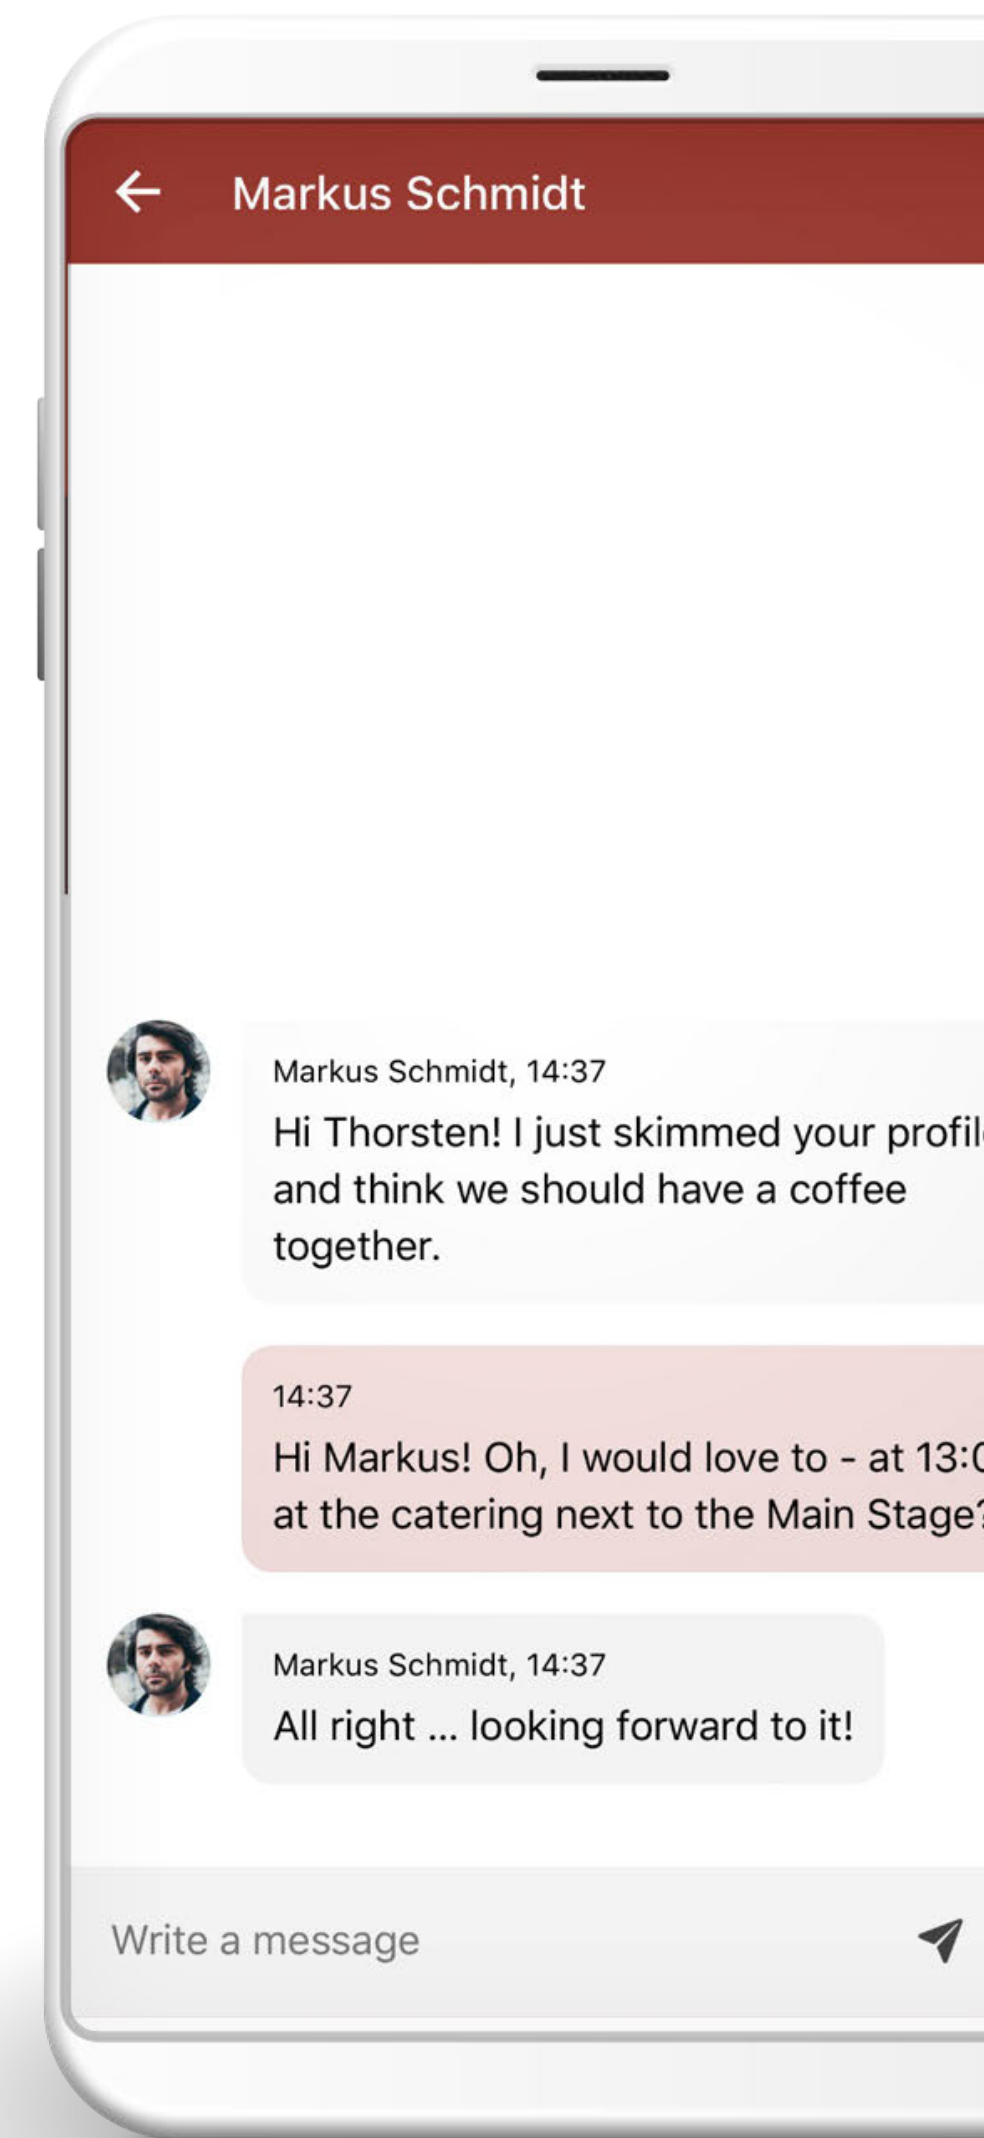 Markus Schmidt
Markus Schmidt, 14:37
Hi Thorsten! I just skimmed your
and think we should have a coffee
together.
14:37
Hi Markus! Oh, I would love to - at
at the catering next to the Main Stage?
Markus Schmidt, 14:37
All right ... looking forward to it!
Write a message